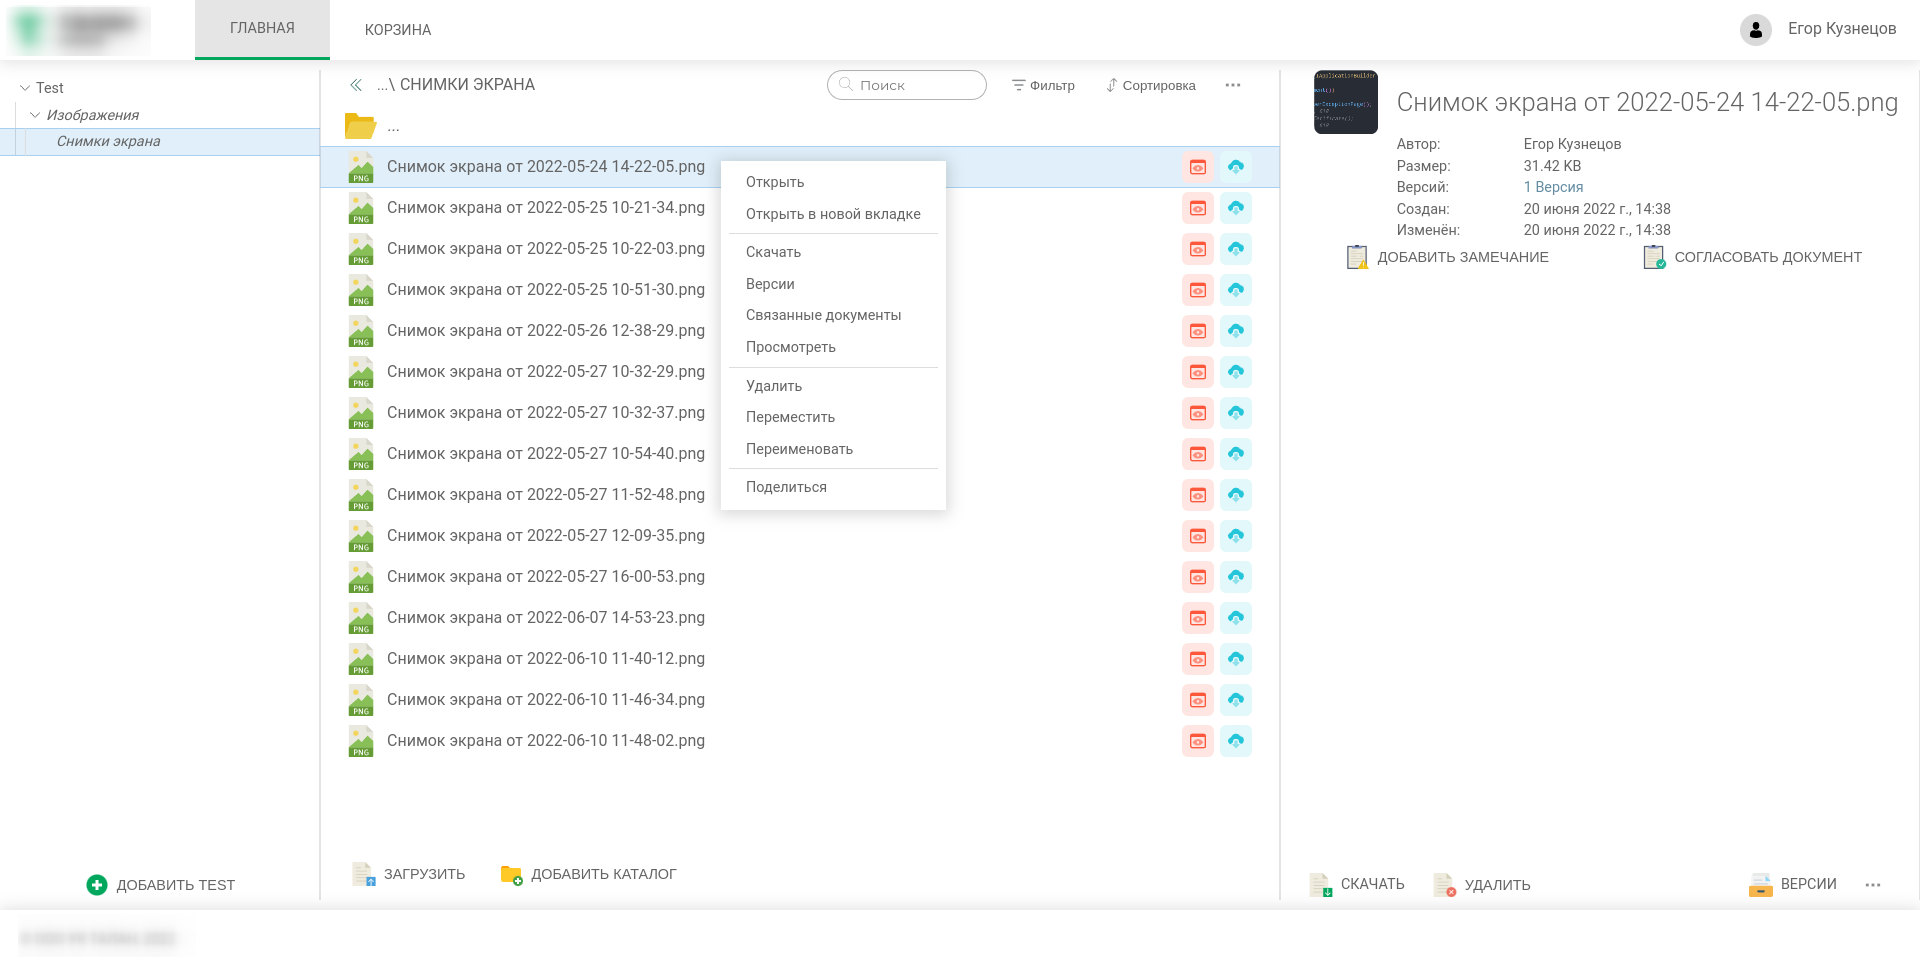 ГЛАВНАЯ
КОРЗИНА
Егор Кузнецов
Test
Изображения
Снимки экрана
ДОБАВИТЬ TEST
...\ СНИМКИ ЭКРАНА
Поиск
Фильтр
Сортировка
...
Снимок экрана от 2022-05-24 14-22-05.png
Снимок экрана от 2022-05-25 10-21-34.png
Снимок экрана от 2022-05-25 10-22-03.png
Снимок экрана от 2022-05-25 10-51-30.png
Снимок экрана от 2022-05-26 12-38-29.png
Снимок экрана от 2022-05-27 10-32-29.png
Снимок экрана от 2022-05-27 10-32-37.png
Снимок экрана от 2022-05-27 10-54-40.png
Снимок экрана от 2022-05-27 11-52-48.png
Снимок экрана от 2022-05-27 12-09-35.png
Снимок экрана от 2022-05-27 16-00-53.png
Снимок экрана от 2022-06-07 14-53-23.png
Снимок экрана от 2022-06-10 11-40-12.png
Снимок экрана от 2022-06-10 11-46-34.png
Снимок экрана от 2022-06-10 11-48-02.png
Открыть
Открыть в новой вкладке
Скачать
Версии
Связанные документы
Просмотреть
Удалить
Переместить
Переименовать
Поделиться
ЗАГРУЗИТЬ
ДОБАВИТЬ КАТАЛОГ
Снимок экрана от 2022-05-24 14-22-05.png
Автор: Егор Кузнецов
Размер: 31.42 KB
Версий: 1 Версия
Создан: 20 июня 2022 г., 14:38
Изменён: 20 июня 2022 г., 14:38
ДОБАВИТЬ ЗАМЕЧАНИЕ
СОГЛАСОВАТЬ ДОКУМЕНТ
СКАЧАТЬ
УДАЛИТЬ
ВЕРСИИ